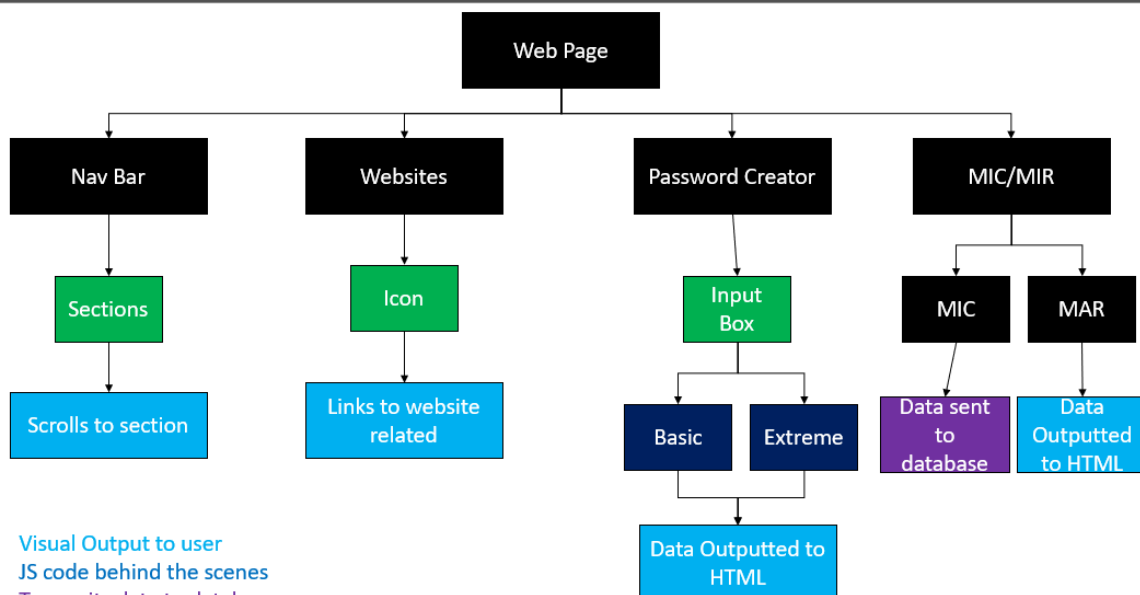 Web Page
Nav Bar
Websites
Password Creator
MIC/MIR
Sections
Icon
Input
Box
MIC
MAR
Scrolls to section
Links to website
related
Basic
Extreme
Data sent
to
database
Data
Outputted
to HTML
Data Outputted to
HTML
Visual Output to user
JS code behind the scenes